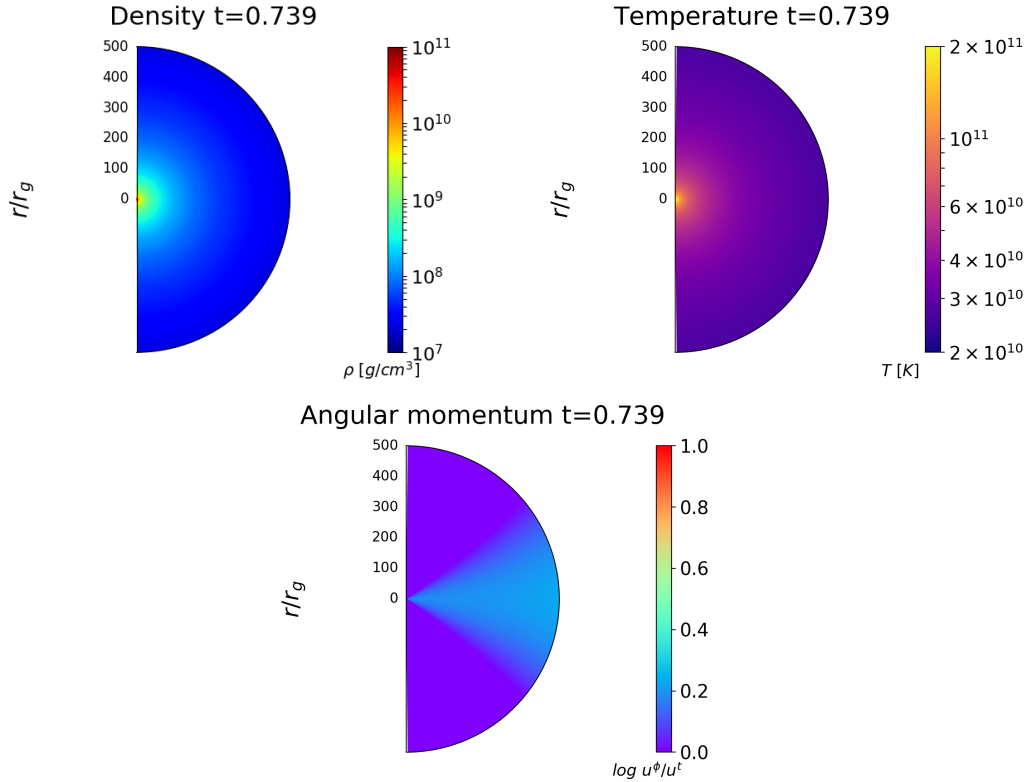 Density t=0.739
500
400
300
200
100
0
r/r_g
10^11
10^10
10^9
10^8
10^7
ρ [g/cm^3]
Temperature t=0.739
500
400
300
200
100
0
r/r_g
2 × 10^11
10^11
6 × 10^10
4 × 10^10
3 × 10^10
2 × 10^10
T [K]
Angular momentum t=0.739
500
400
300
200
100
0
r/r_g
1.0
0.8
0.6
0.4
0.2
0.0
log u^ϕ/u^t